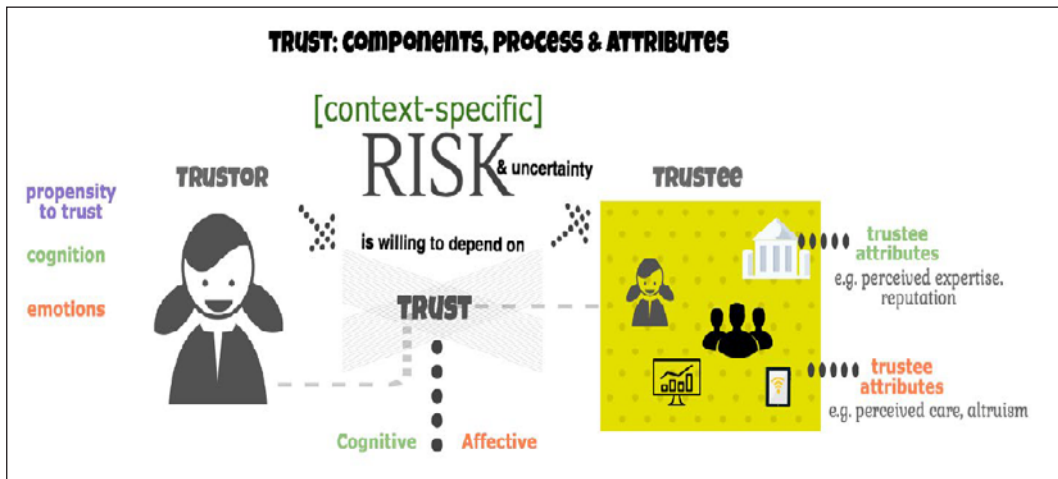 TRUST: COMPONENTS, PROCESS & ATTRIBUTES
[context-specific]
RISK & uncertainty
TRUSTOR
TRUSTEE
propensity
to trust
cognition
emotions
is willing to depend on
TRUST
Cognitive
Affective
trustee
attributes
e.g. perceived expertise.
reputation
trustee
attributes
e.g. perceived care, altruism